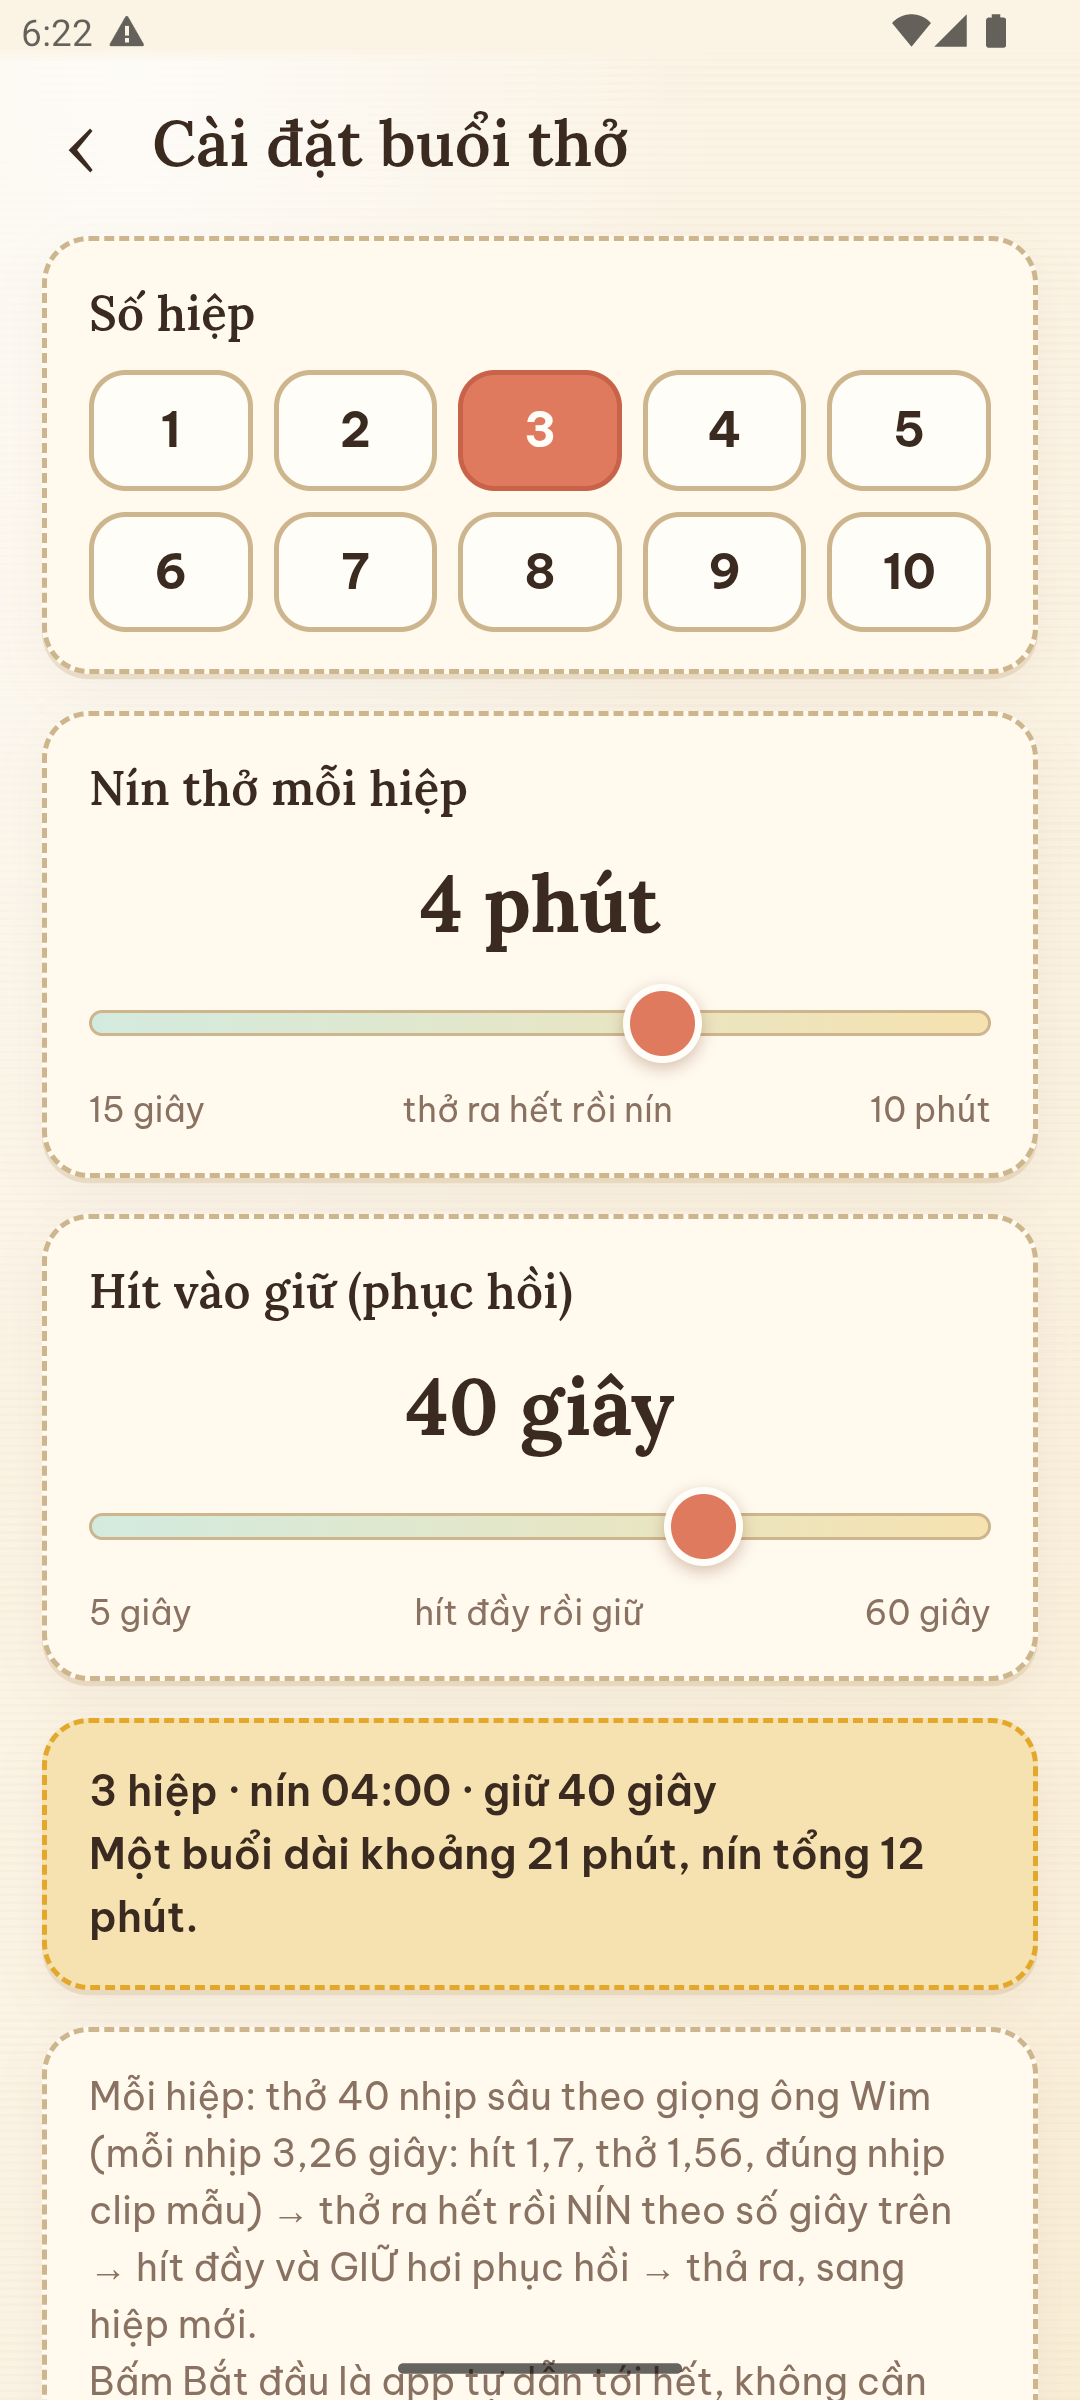 6:22
Cài đặt buổi thở
Số hiệp
1 2 3 4 5
6 7 8 9 10
Nín thở mỗi hiệp
4 phút
15 giây thở ra hết rồi nín 10 phút
Hít vào giữ (phục hồi)
40 giây
5 giây hít đầy rồi giữ 60 giây
3 hiệp · nín 04:00 · giữ 40 giây
Một buổi dài khoảng 21 phút, nín tổng 12
phút.
Mỗi hiệp: thở 40 nhịp sâu theo giọng ông Wim
(mỗi nhịp 3,26 giây: hít 1,7, thở 1,56, đúng nhịp
clip mẫu) → thở ra hết rồi NÍN theo số giây trên
→ hít đầy và GIỮ hơi phục hồi → thả ra, sang
hiệp mới.
Bấm Bắt đầu là app tự dẫn tới hết, không cần